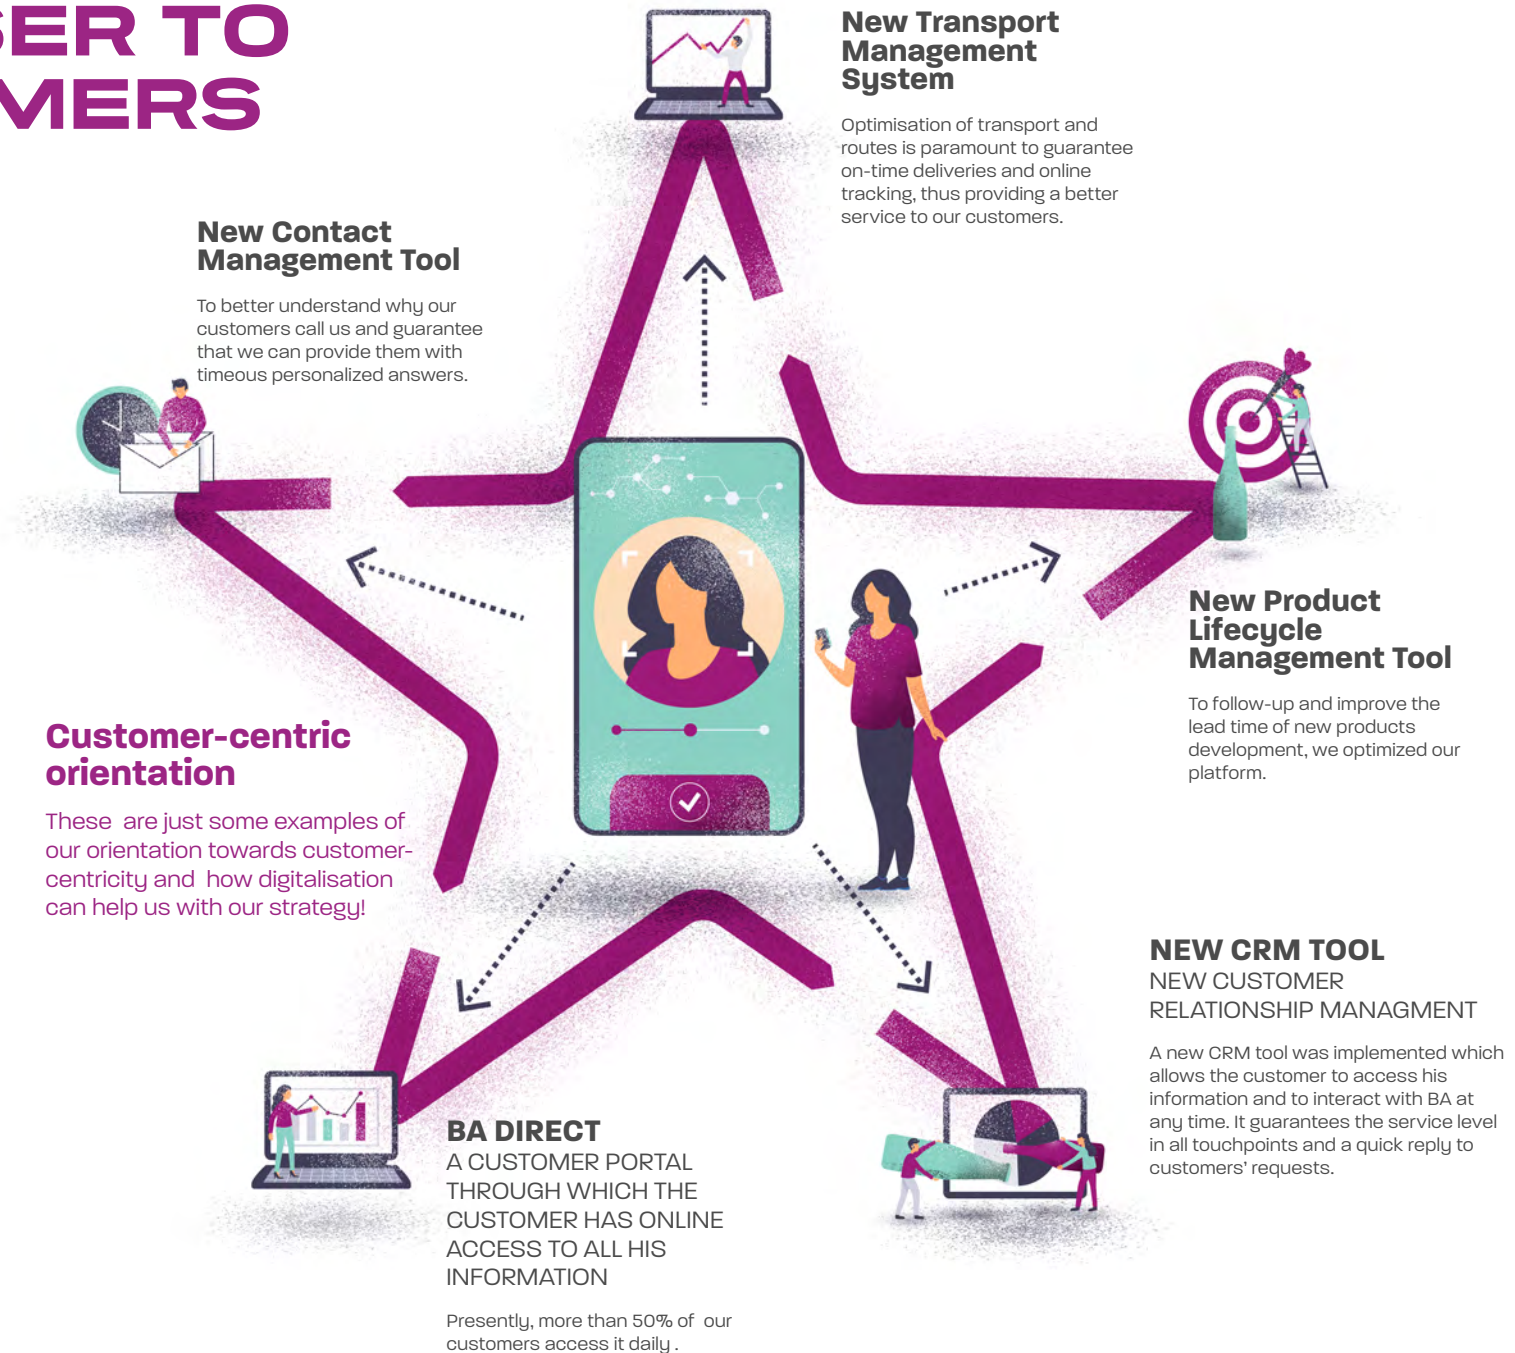 SER TO
MERS
New Transport
Management
System
Optimisation of transport and
routes is paramount to guarantee
on-time deliveries and online
tracking, thus providing a better
service to our customers.
New Contact
Management Tool
To better understand why our
customers call us and guarantee
that we can provide them with
timeous personalized answers.
New Product
Lifecycle
Management Tool
To follow-up and improve the
lead time of new products
development, we optimized our
platform.
Customer-centric
orientation
These are just some examples of
our orientation towards customer-
centricity and how digitalisation
can help us with our strategy!
NEW CRM TOOL
NEW CUSTOMER
RELATIONSHIP MANAGMENT
A new CRM tool was implemented which
allows the customer to access his
information and to interact with BA at
any time. It guarantees the service level
in all touchpoints and a quick reply to
customers' requests.
BA DIRECT
A CUSTOMER PORTAL
THROUGH WHICH THE
CUSTOMER HAS ONLINE
ACCESS TO ALL HIS
INFORMATION
Presently, more than 50% of our
customers access it daily .